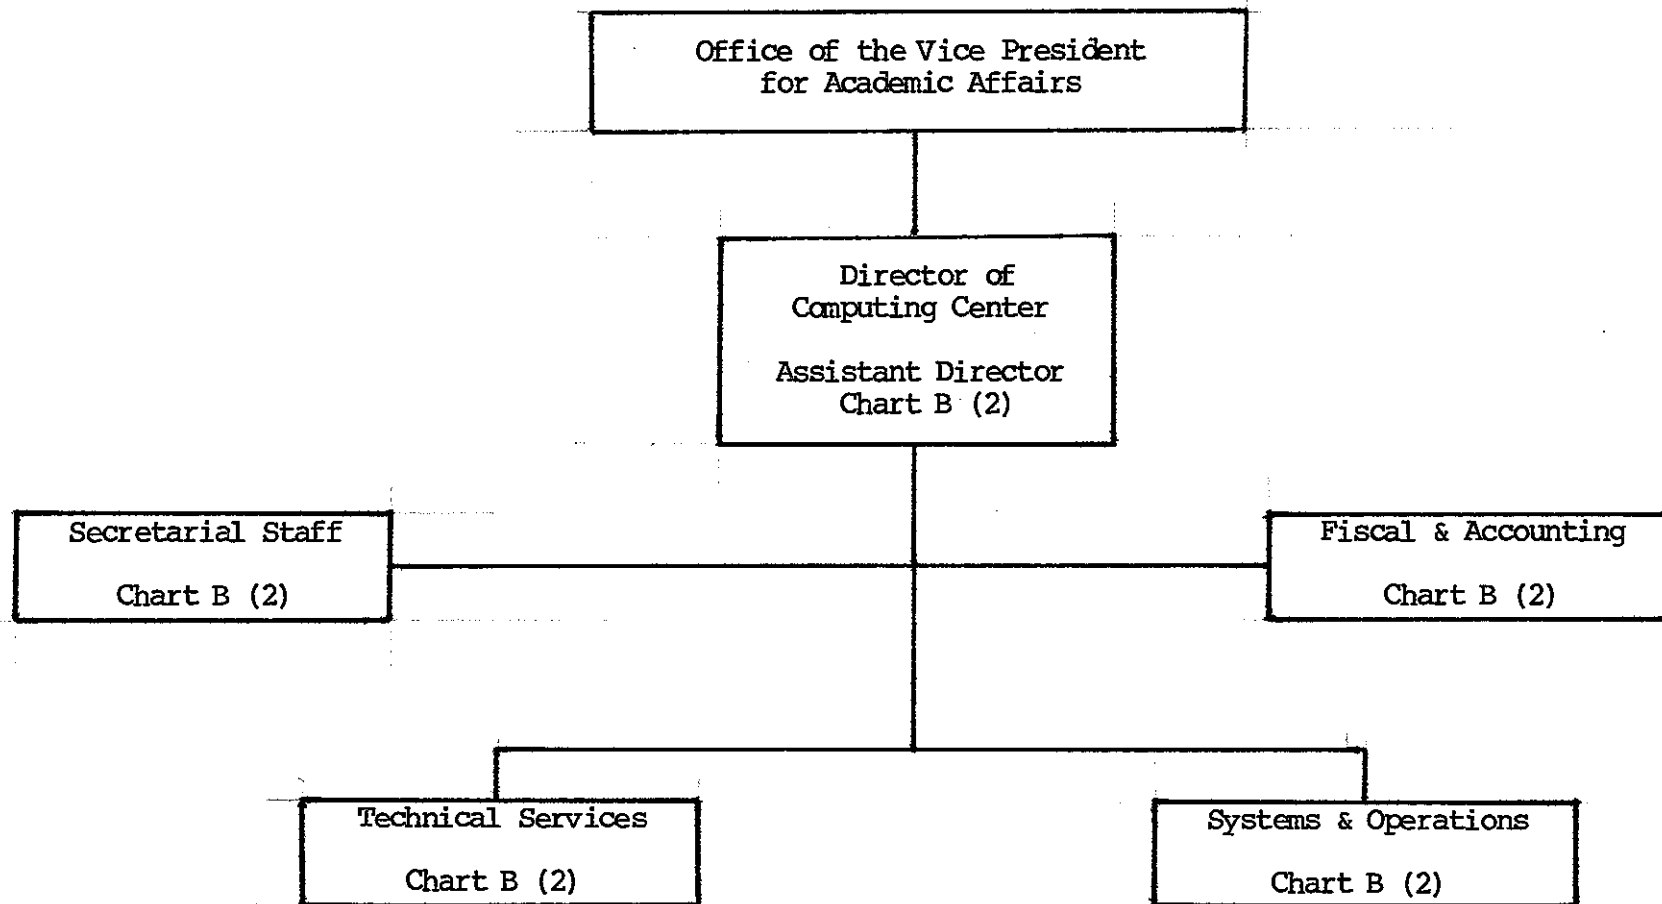 Office of the Vice President
for Academic Affairs
Director of
Computing Center
Assistant Director
Chart B (2)
Secretarial Staff
Chart B (2)
Fiscal & Accounting
Chart B (2)
Technical Services
Chart B (2)
Systems & Operations
Chart B (2)